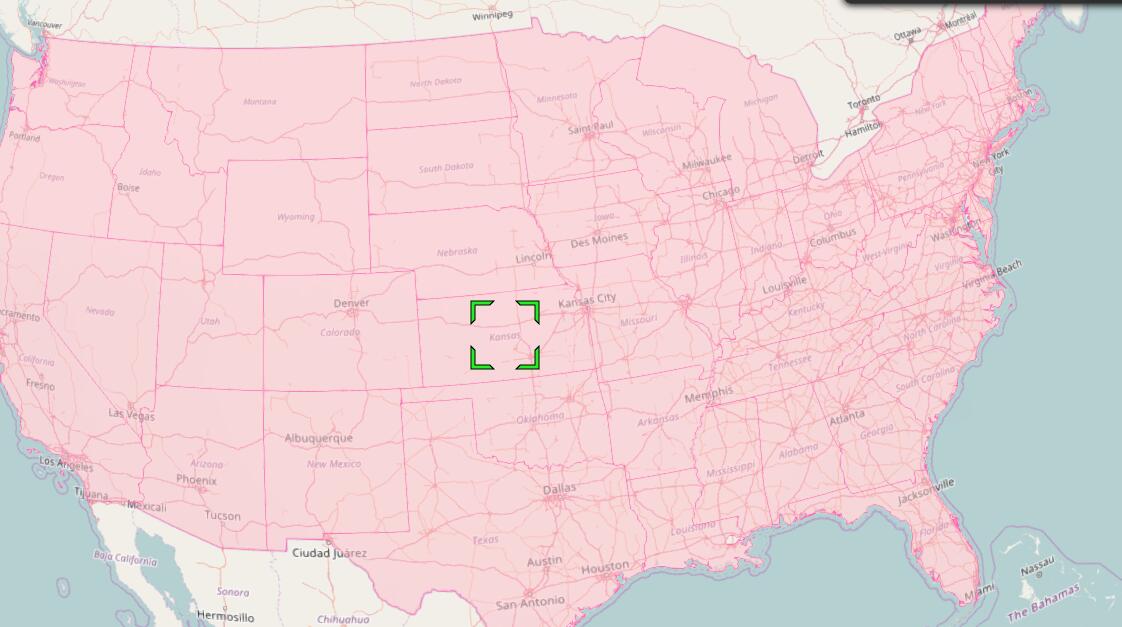 Winnipeg
Vancouver
Ottawa
Montréal
Washington
North Dakota
Montana
Minnesota
Michigan
Toronto
New York
Boston
Portland
Saint Paul
Wisconsin
Hamilton
Milwaukee
Detroit
New York
City
Oregon
Idaho
South Dakota
Pennsylvania
Boise
Chicago
Wyoming
Iowa
Ohio
Nebraska
Des Moines
Columbus
Washington
Lincoln
Illinois
Indiana
West Virginia
Virginia
Virginia Beach
Denver
Kansas City
Louisville
Nevada
Utah
Colorado
Kansas
Missouri
Kentucky
North Carolina
cramento
California
Tennessee
South Carolina
Fresno
Las Vegas
Memphis
Oklahoma
Arkansas
Atlanta
Georgia
Albuquerque
Alabama
Los Angeles
Arizona
New Mexico
Mississippi
Phoenix
Dallas
Jacksonville
Tijuana
Mexicali
Tucson
Louisiana
Florida
Texas
Ciudad Juárez
Baja California
Austin
Houston
Nassau
Sonora
Miami
The Bahamas
San Antonio
Hermosillo
Chihuahua